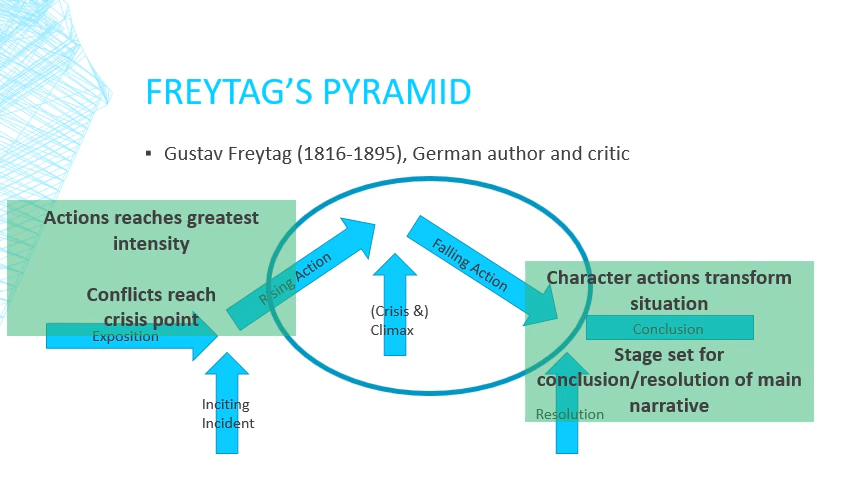 FREYTAG'S PYRAMID
▪ Gustav Freytag (1816-1895), German author and critic
Actions reaches greatest
intensity
Conflicts reach
crisis point
Exposition
Rising Action
Inciting
Incident
(Crisis &)
Climax
Falling Action
Character actions transform
situation
Conclusion
Stage set for
conclusion/resolution of main
narrative
Resolution